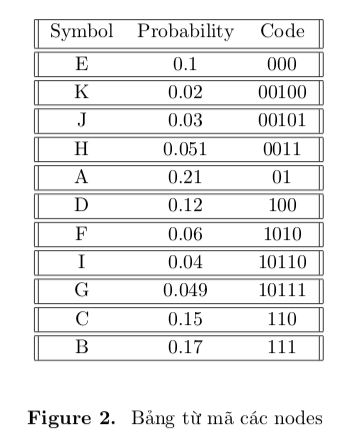 Symbol Probability Code
E 0.1 000
K 0.02 00100
J 0.03 00101
H 0.051 0011
A 0.21 01
D 0.12 100
F 0.06 1010
I 0.04 10110
G 0.049 10111
C 0.15 110
B 0.17 111
Figure 2. Bảng từ mã các nodes